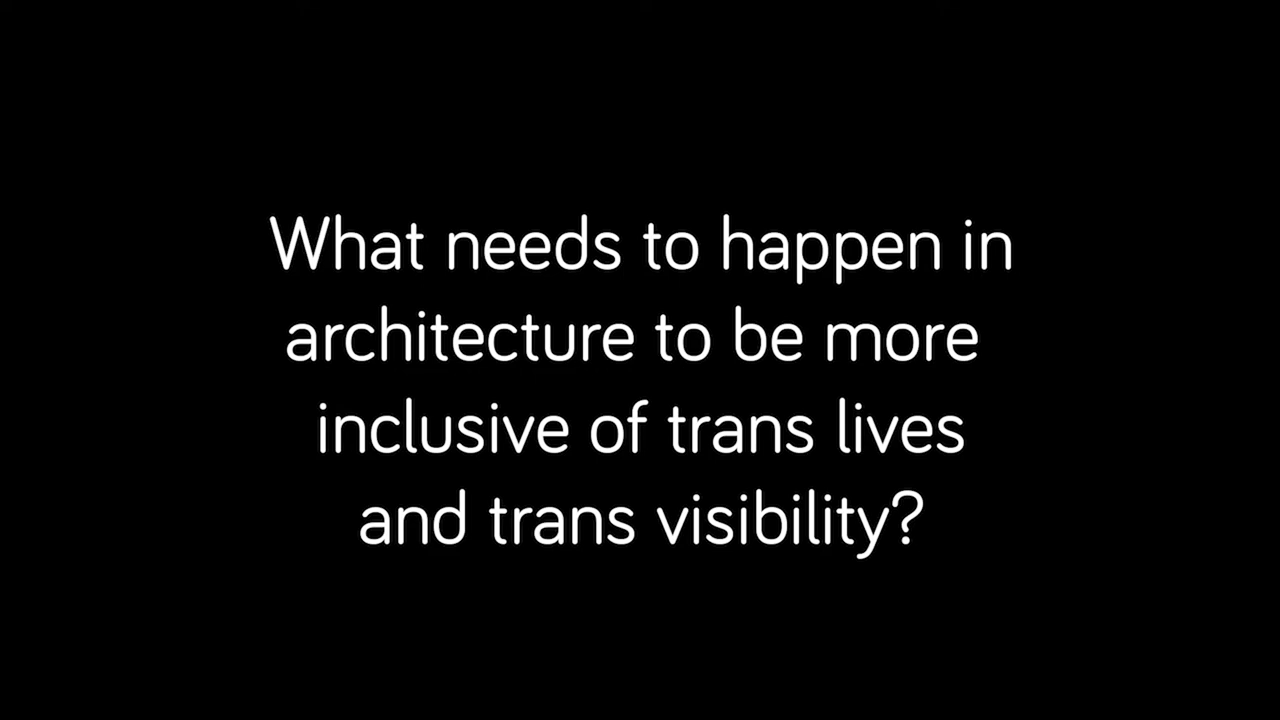 What needs to happen in
architecture to be more
inclusive of trans lives
and trans visibility?